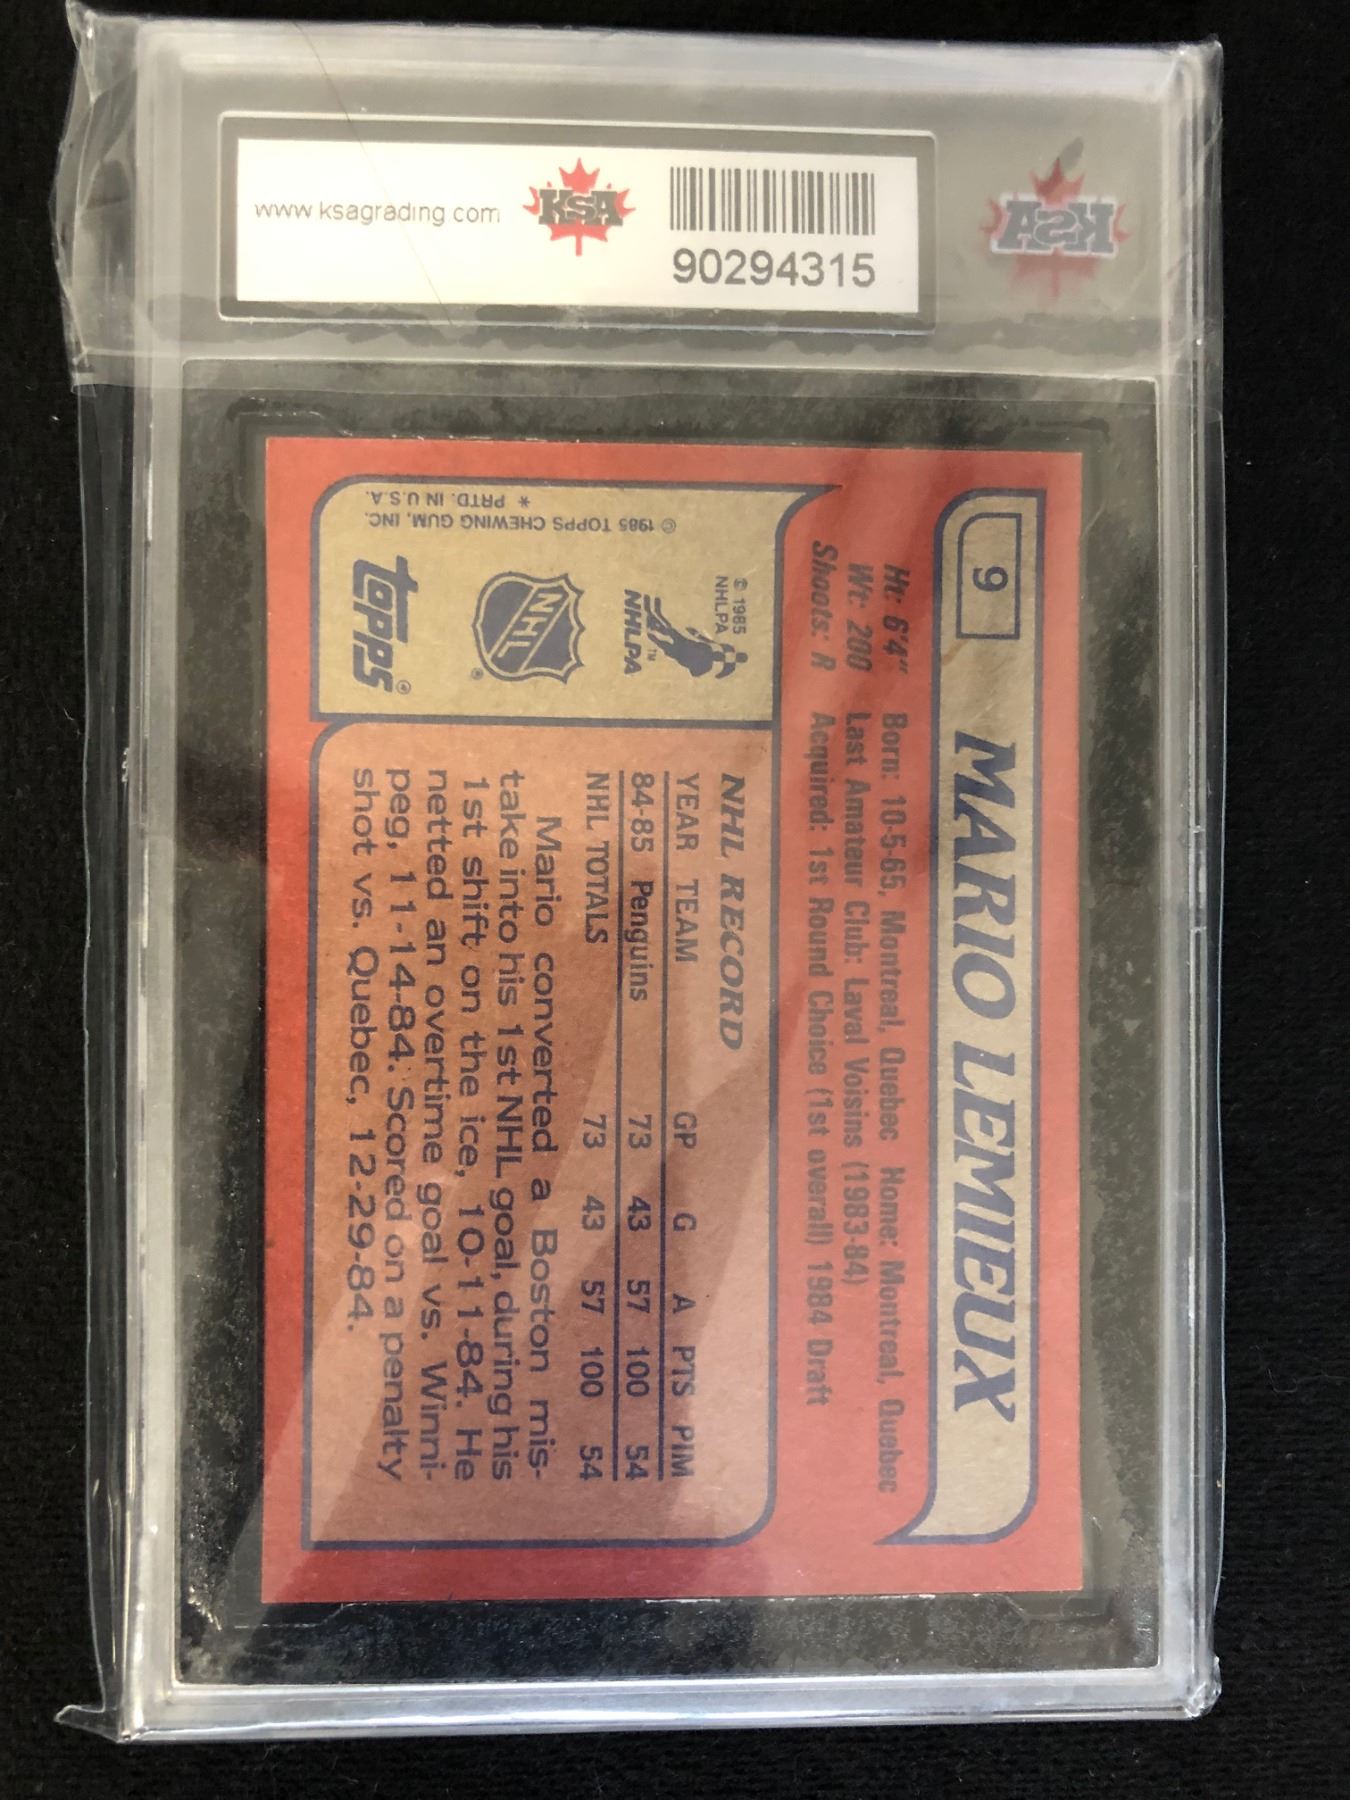 www.ksagrading.com
KSA
90294315
KSA
9
MARIO LEMIEUX
Ht: 6'4" Born: 10-5-65, Montreal, Quebec Home: Montreal, Quebec
Wt: 200 Last Amateur Club: Laval Voisins (1983-84)
Shoots: R Acquired: 1st Round Choice (1st overall) 1984 Draft
© 1985
NHLPA
NHLPA
TM
NHL
®
topps®
© 1985 TOPPS CHEWING GUM, INC.
* PRTD. IN U.S.A.
NHL RECORD
YEAR TEAM GP G A PTS PIM
84-85 Penguins 73 43 57 100 54
NHL TOTALS 73 43 57 100 54
Mario converted a Boston mis-
take into his 1st NHL goal, during his
1st shift on the ice, 10-11-84. He
netted an overtime goal vs. Winni-
peg, 11-14-84. Scored on a penalty
shot vs. Quebec, 12-29-84.